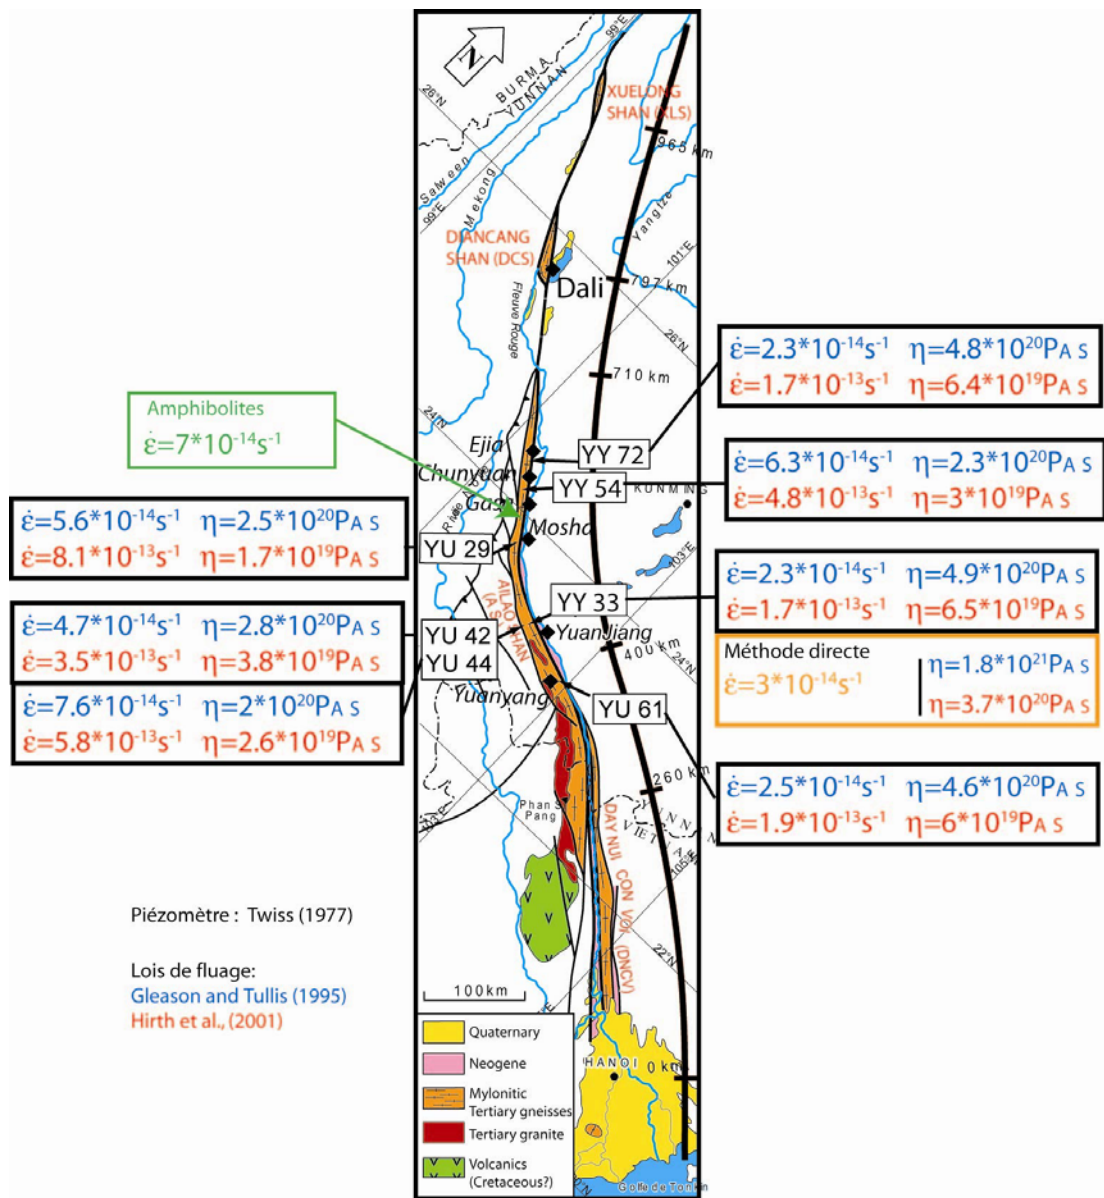 N
99°E
BURMA
YUNNAN
26°N
XUELONG
SHAN (XLS)
965 km
Salween
Mekong
99°E
Yangtze
DIANCANG
SHAN (DCS)
101°E
797 km
Dali
Fleuve Rouge
26°N
ε̇=2.3*10⁻¹⁴s⁻¹ η=4.8*10²⁰PA S
ε̇=1.7*10⁻¹³s⁻¹ η=6.4*10¹⁹PA S
710 km
Amphibolites
ε̇=7*10⁻¹⁴s⁻¹
24°N
Ejia
YY 72
Chunyuan
YY 54
KUNMING
ε̇=6.3*10⁻¹⁴s⁻¹ η=2.3*10²⁰PA S
ε̇=4.8*10⁻¹³s⁻¹ η=3*10¹⁹PA S
Mosha
ε̇=5.6*10⁻¹⁴s⁻¹ η=2.5*10²⁰PA S
ε̇=8.1*10⁻¹³s⁻¹ η=1.7*10¹⁹PA S
YU 29
103°E
AILAO SHAN
(A S)
YY 33
ε̇=2.3*10⁻¹⁴s⁻¹ η=4.9*10²⁰PA S
ε̇=1.7*10⁻¹³s⁻¹ η=6.5*10¹⁹PA S
ε̇=4.7*10⁻¹⁴s⁻¹ η=2.8*10²⁰PA S
ε̇=3.5*10⁻¹³s⁻¹ η=3.8*10¹⁹PA S
YU 42
YU 44
YuanJiang
400 km
24°N
Méthode directe
ε̇=3*10⁻¹⁴s⁻¹
η=1.8*10²¹PA S
η=3.7*10²⁰PA S
ε̇=7.6*10⁻¹⁴s⁻¹ η=2*10²⁰PA S
ε̇=5.8*10⁻¹³s⁻¹ η=2.6*10¹⁹PA S
Yuanyang
YU 61
260 km
ε̇=2.5*10⁻¹⁴s⁻¹ η=4.6*10²⁰PA S
ε̇=1.9*10⁻¹³s⁻¹ η=6*10¹⁹PA S
Phan S
Pang
103°E
YUNNAN
VIETNAM
105°E
DAY NUI CON VOI (DNCV)
22°N
Piézomètre : Twiss (1977)
Lois de fluage:
Gleason and Tullis (1995)
Hirth et al., (2001)
100km
Quaternary
Neogene
Mylonitic
Tertiary gneisses
Tertiary granite
Volcanics
(Cretaceous?)
HANOI
0 km
Golfe de Tonkin